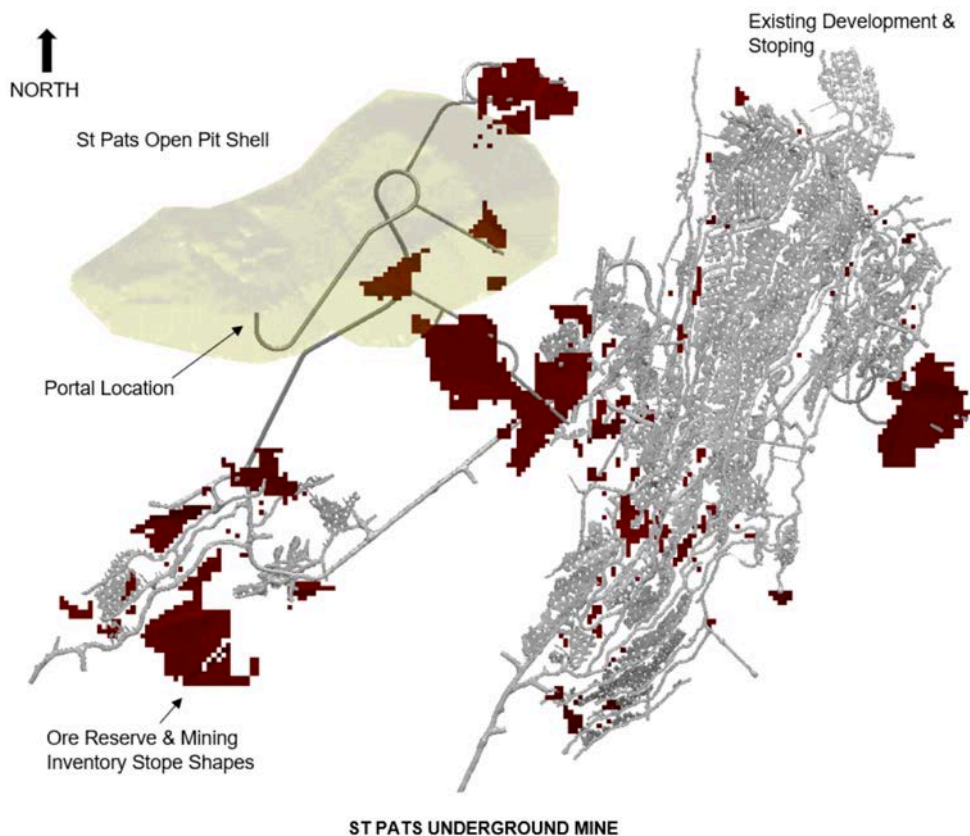 Existing Development &
Stoping
NORTH
St Pats Open Pit Shell
Portal Location
Ore Reserve & Mining
Inventory Stope Shapes
ST PATS UNDERGROUND MINE